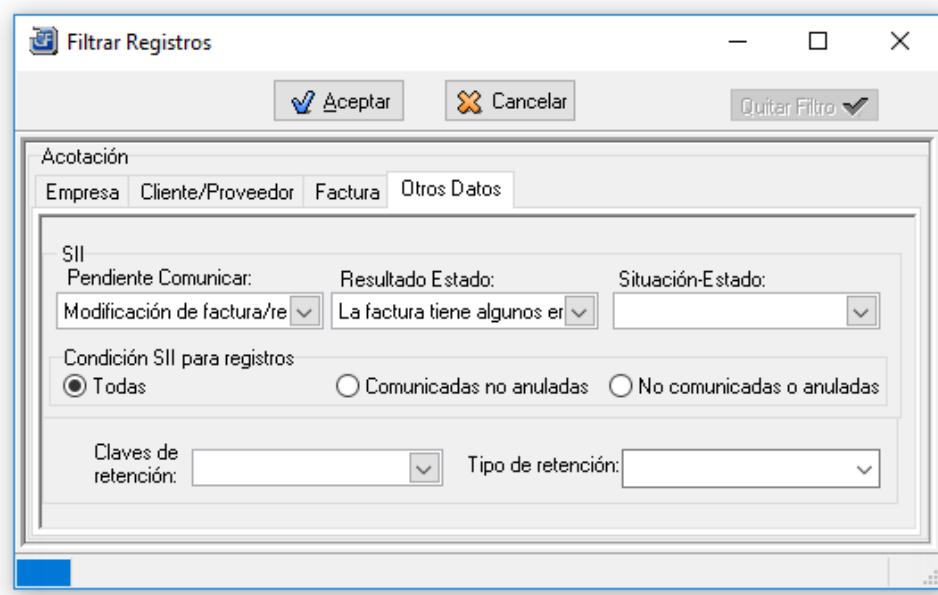 Filtrar Registros
Aceptar Cancelar Quitar Filtro
Acotación
Empresa Cliente/Proveedor Factura Otros Datos
SII
Pendiente Comunicar: Resultado Estado: Situación-Estado:
Modificación de factura/re La factura tiene algunos er
Condición SII para registros
Todas Comunicadas no anuladas No comunicadas o anuladas
Claves de
retención: Tipo de retención: